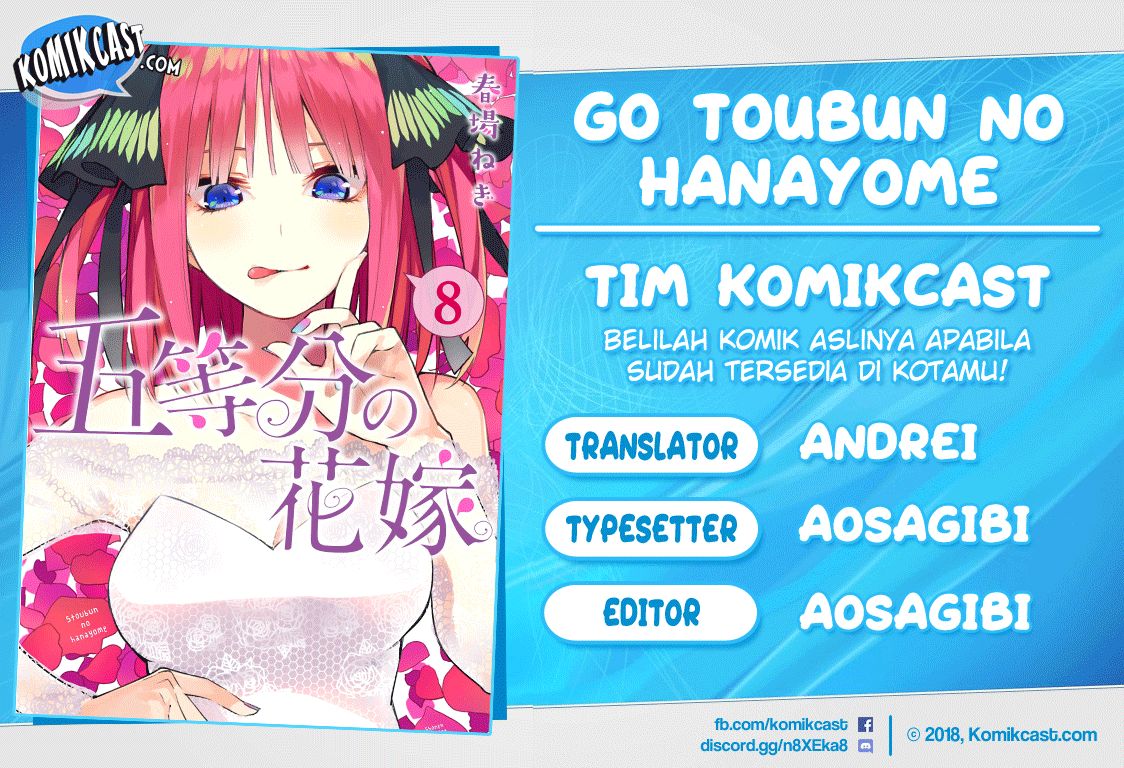 KOMIKCAST
.COM
春場ねぎ
8
五等分の
花嫁
5toubun
no
hanayome
GO TOUBUN NO
HANAYOME
TIM KOMIKCAST
BELILAH KOMIK ASLINYA APABILA
SUDAH TERSEDIA DI KOTAMU!
TRANSLATOR ANDREI
TYPESETTER AOSAGIBI
EDITOR AOSAGIBI
fb.com/komikcast
discord.gg/n8XEka8
© 2018, Komikcast.com